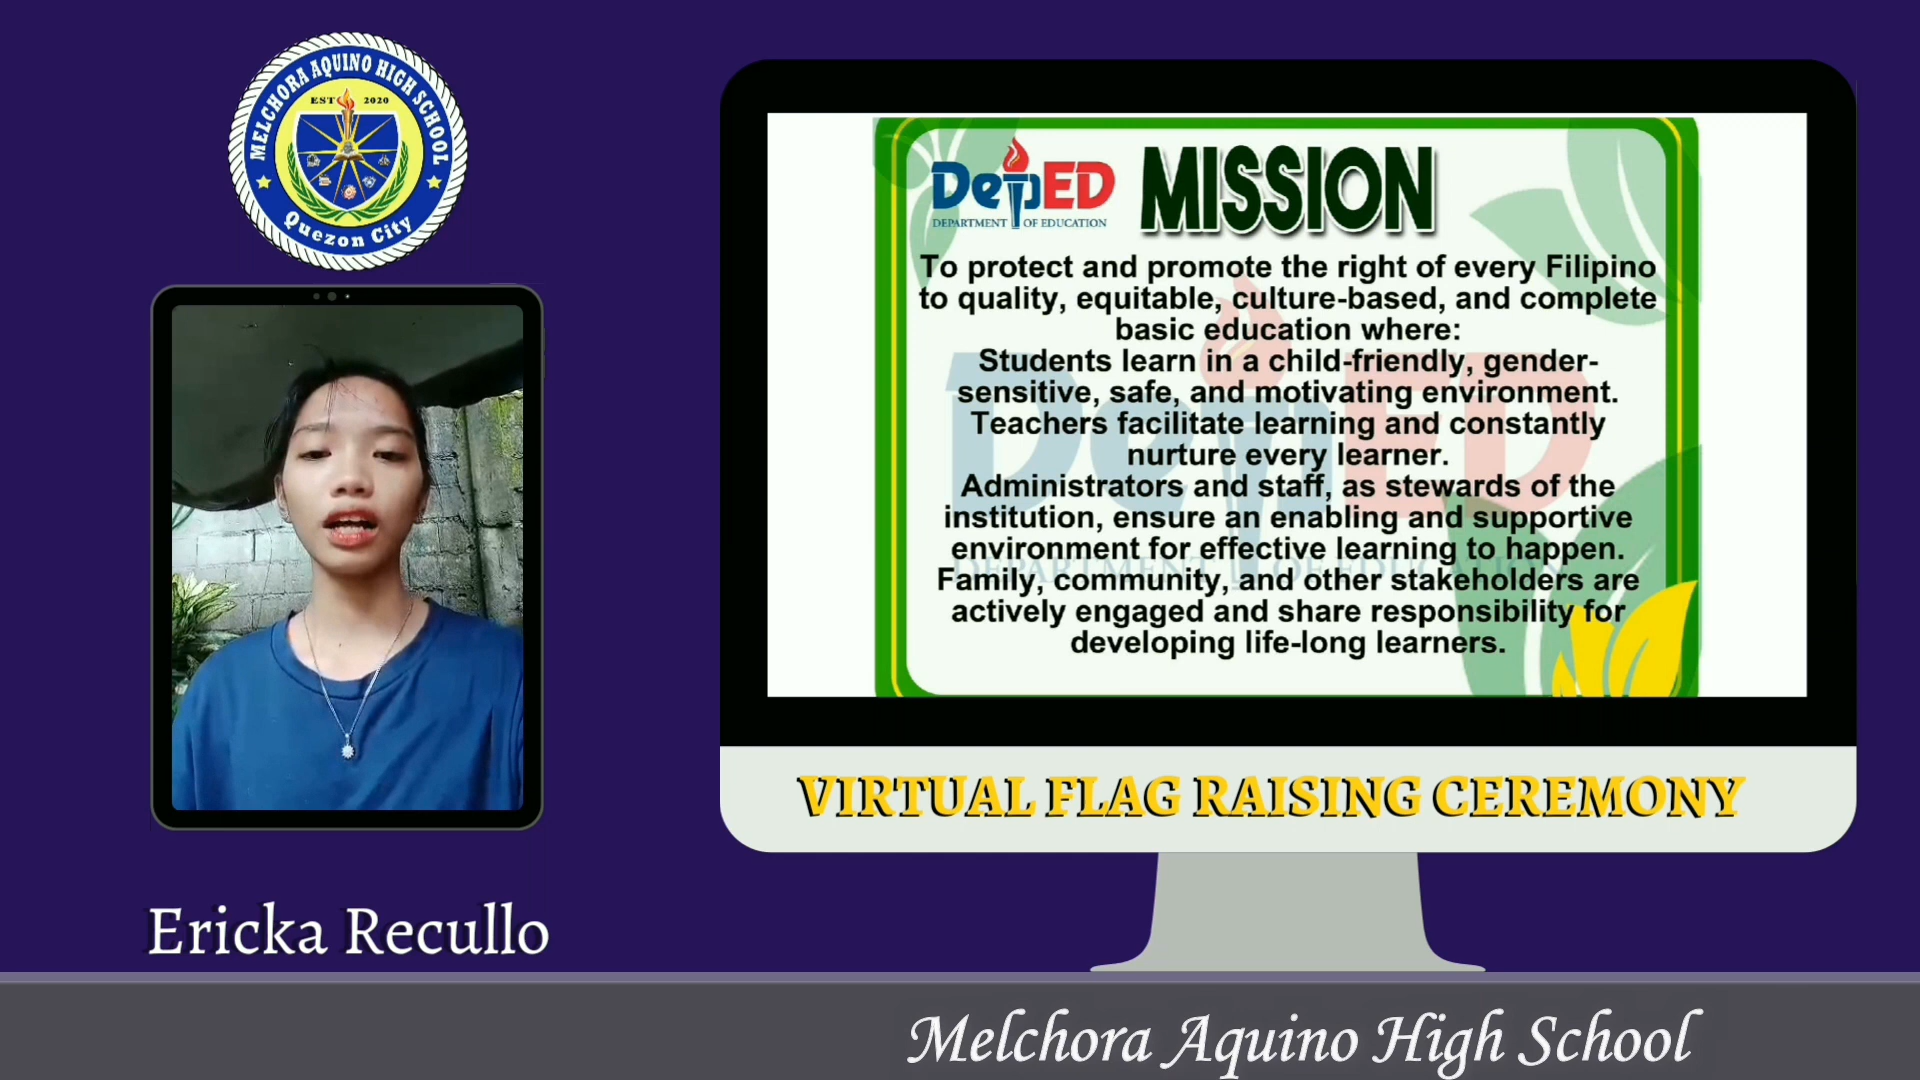 MELCHORA AQUINO HIGH SCHOOL
EST 2020
Quezon City
Ericka Recullo
DepED
DEPARTMENT OF EDUCATION
MISSION
To protect and promote the right of every Filipino
to quality, equitable, culture-based, and complete
basic education where:
Students learn in a child-friendly, gender-
sensitive, safe, and motivating environment.
Teachers facilitate learning and constantly
nurture every learner.
Administrators and staff, as stewards of the
institution, ensure an enabling and supportive
environment for effective learning to happen.
Family, community, and other stakeholders are
actively engaged and share responsibility for
developing life-long learners.
DepED
DEPARTMENT OF EDUCATION
VIRTUAL FLAG RAISING CEREMONY
Melchora Aquino High School